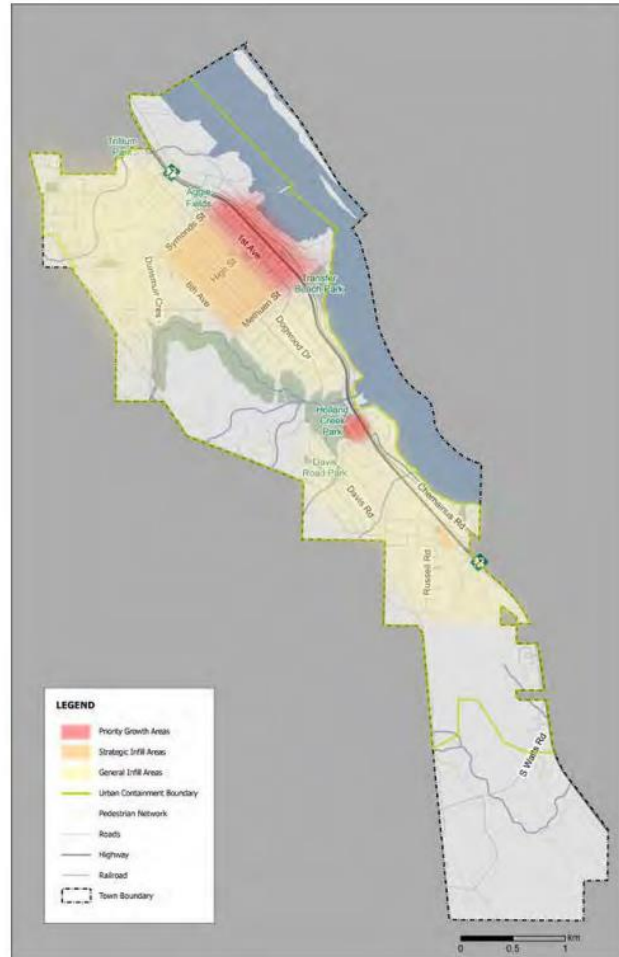 Trillium
Park
Aggie
Fields
Symonds St
1st Ave
High St
Transfer
Beach Park
Dunsmuir Cres
6th Ave
Methuen St
Dogwood Dr
Holland
Creek
Park
Davis
Road Park
Davis Rd
Chemainus Rd
Russell Rd
S Watts Rd
LEGEND
Priority Growth Areas
Strategic Infill Areas
General Infill Areas
Urban Containment Boundary
Pedestrian Network
Roads
Highway
Railroad
Town Boundary
km
0 0.5 1